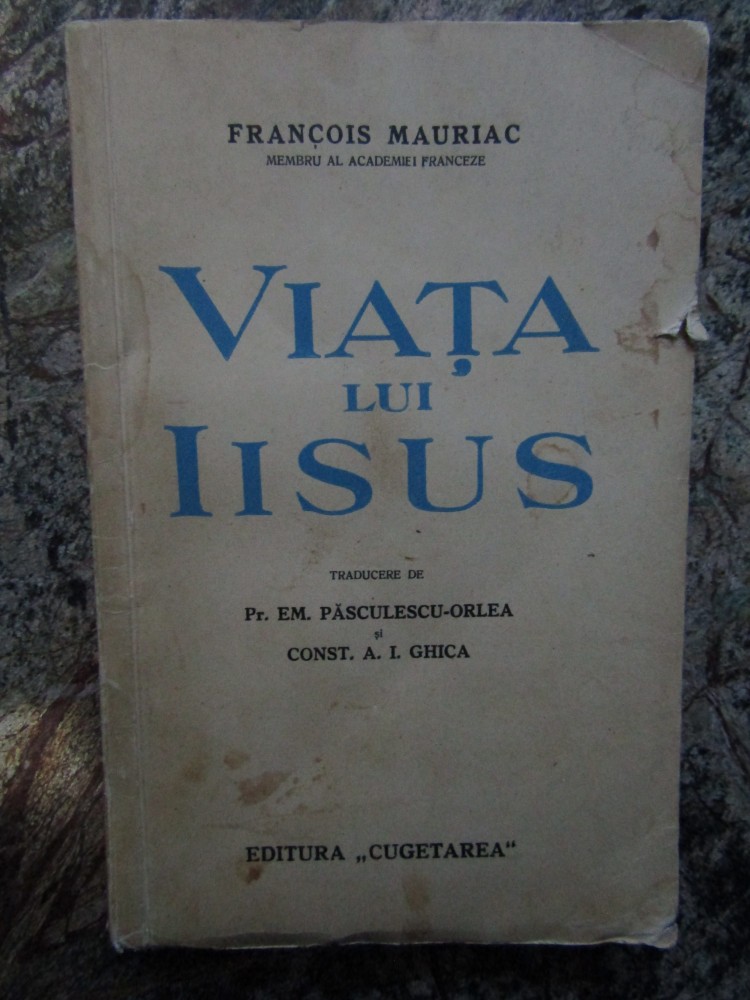 FRANÇOIS MAURIAC
MEMBRU AL ACADEMIEI FRANCEZE
VIAȚA
LUI
IISUS
TRADUCERE DE
Pr. EM. PĂSCULESCU-ORLEA
și
CONST. A. I. GHICA
EDITURA „CUGETAREA“